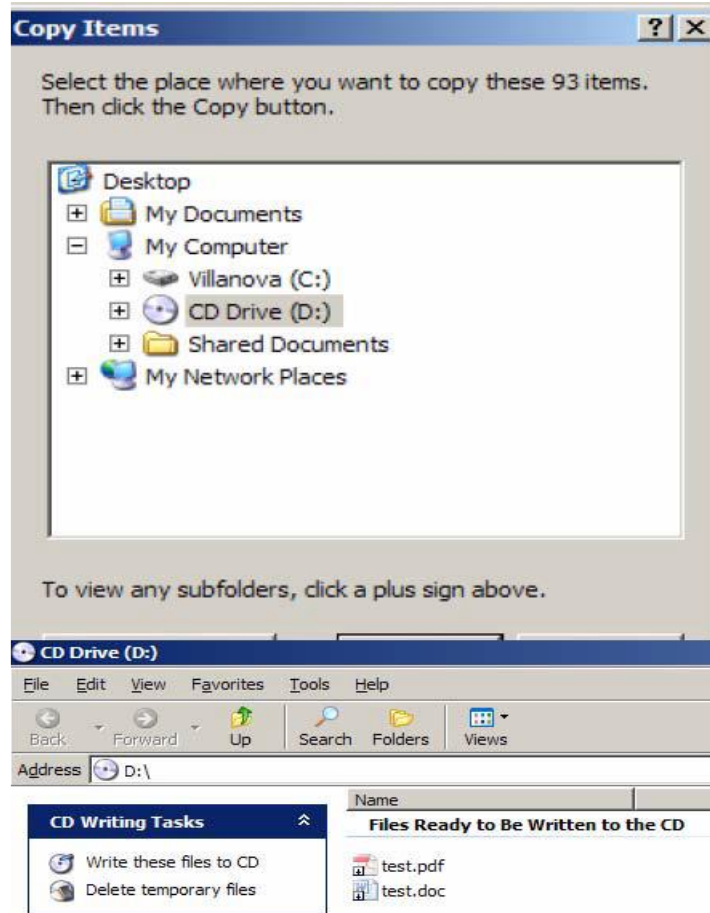 Copy Items
Select the place where you want to copy these 93 items.
Then click the Copy button.
Desktop
My Documents
My Computer
Villanova (C:)
CD Drive (D:)
Shared Documents
My Network Places
To view any subfolders, click a plus sign above.
CD Drive (D:)
File Edit View Favorites Tools Help
Back Forward Up Search Folders Views
Address D:\
Name
CD Writing Tasks
Files Ready to Be Written to the CD
Write these files to CD
test.pdf
Delete temporary files
test.doc